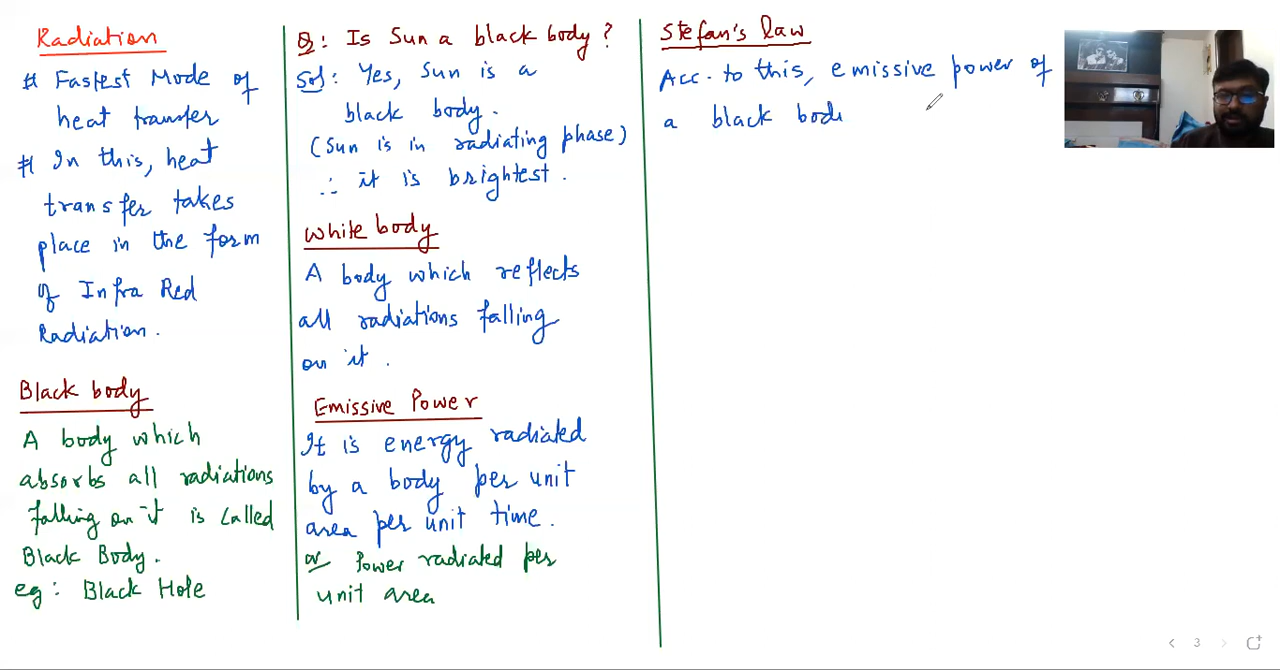 Radiation
# Fastest Mode of
heat transfer
# In this, heat
transfer takes
place in the form
of Infra Red
Radiation.
Black body
A body which
absorbs all radiations
falling on it is called
Black Body.
eg: Black Hole
Q: Is Sun a black body?
Sol: Yes, Sun is a
black body.
(Sun is in radiating phase)
∴ it is brightest.
White body
A body which reflects
all radiations falling
on it.
Emissive Power
It is energy radiated
by a body per unit
area per unit time.
or Power radiated per
unit area
Stefan's law
Acc. to this, emissive power of
a black bod
3